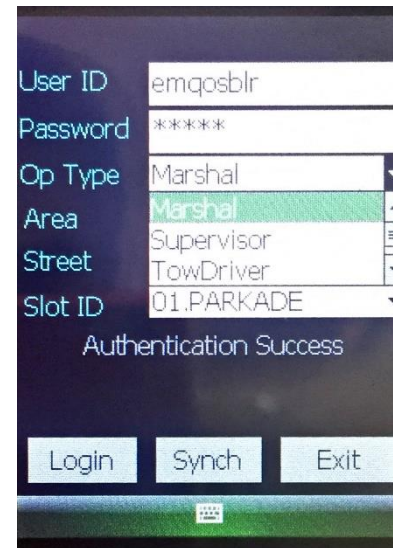 User ID emqosblr
Password *****
Op Type Marshal
Marshal
Area
Supervisor
Street
TowDriver
Slot ID 01.PARKADE
Authentication Success
Login Synch Exit